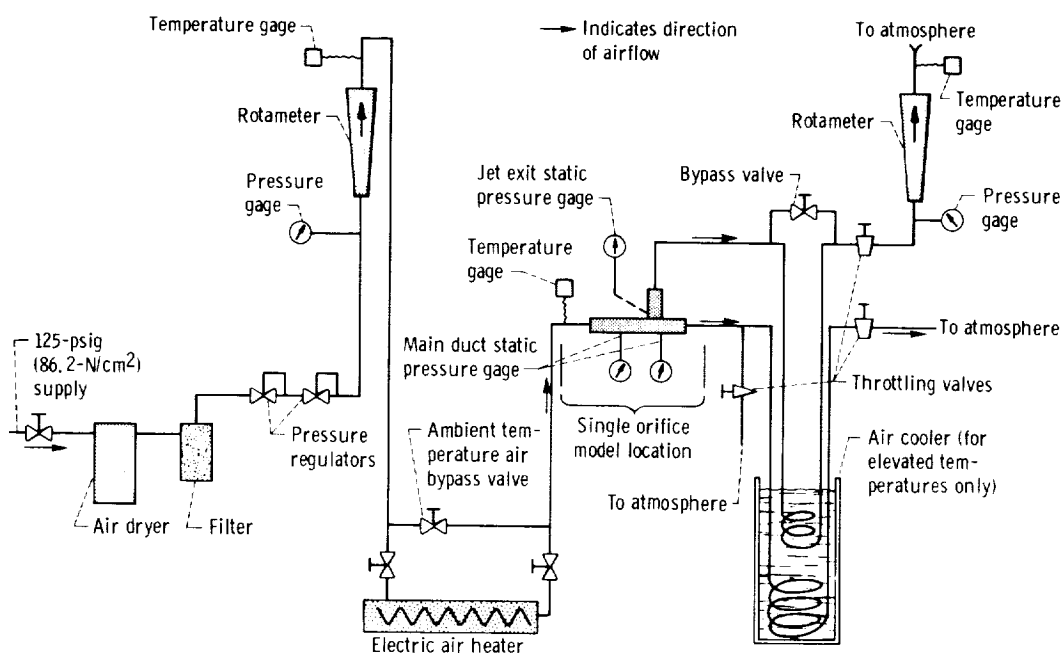 Temperature gage
Rotameter
Pressure
gage
125-psig
(86.2-N/cm²)
supply
Air dryer
Filter
Pressure
regulators
Indicates direction
of airflow
Jet exit static
pressure gage
Temperature
gage
Main duct static
pressure gage
Ambient tem-
perature air
bypass valve
Single orifice
model location
To atmosphere
Electric air heater
Bypass valve
To atmosphere
Temperature
gage
Rotameter
Pressure
gage
To atmosphere
Throttling valves
Air cooler (for
elevated tem-
peratures only)